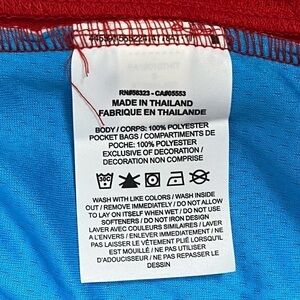 RN#56323 - CA#05553
MADE IN THAILAND
FABRIQUE EN THAILANDE
BODY / CORPS: 100% POLYESTER
POCKET BAGS / COMPARTIMENTS DE
POCHE: 100% POLYESTER
EXCLUSIVE OF DECORATION /
DECORATION NON COMPRISE
WASH WITH LIKE COLORS / WASH INSIDE
OUT / REMOVE IMMEDIATELY / DO NOT ALLOW
TO LAY ON ITSELF WHEN WET / DO NOT USE
SOFTENERS / DO NOT IRON DESIGN
LAVER AVEC COULEURS SIMILAIRES / LAVER
A L'ENVERS / ENLEVER IMMEDIATEMENT / NE
PAS LAISSER LE VÊTEMENT PLIÉ LORSQU'IL
EST MOUILLÉ / NE PAS UTILISER
D'ADOUCISSEUR / NE PAS REPASSER LE
DESSIN